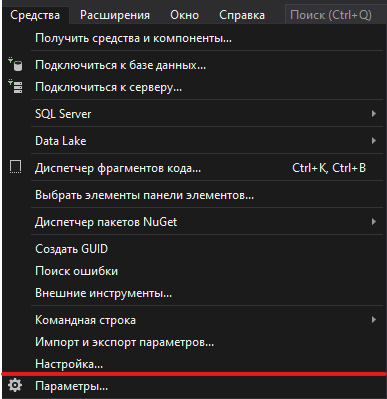 Средства Расширения Окно Справка Поиск (Ctrl+Q)
Получить средства и компоненты...
Подключиться к базе данных...
Подключиться к серверу...
SQL Server
Data Lake
Диспетчер фрагментов кода... Ctrl+K, Ctrl+B
Выбрать элементы панели элементов...
Диспетчер пакетов NuGet
Создать GUID
Поиск ошибки
Внешние инструменты...
Командная строка
Импорт и экспорт параметров...
Настройка...
Параметры...